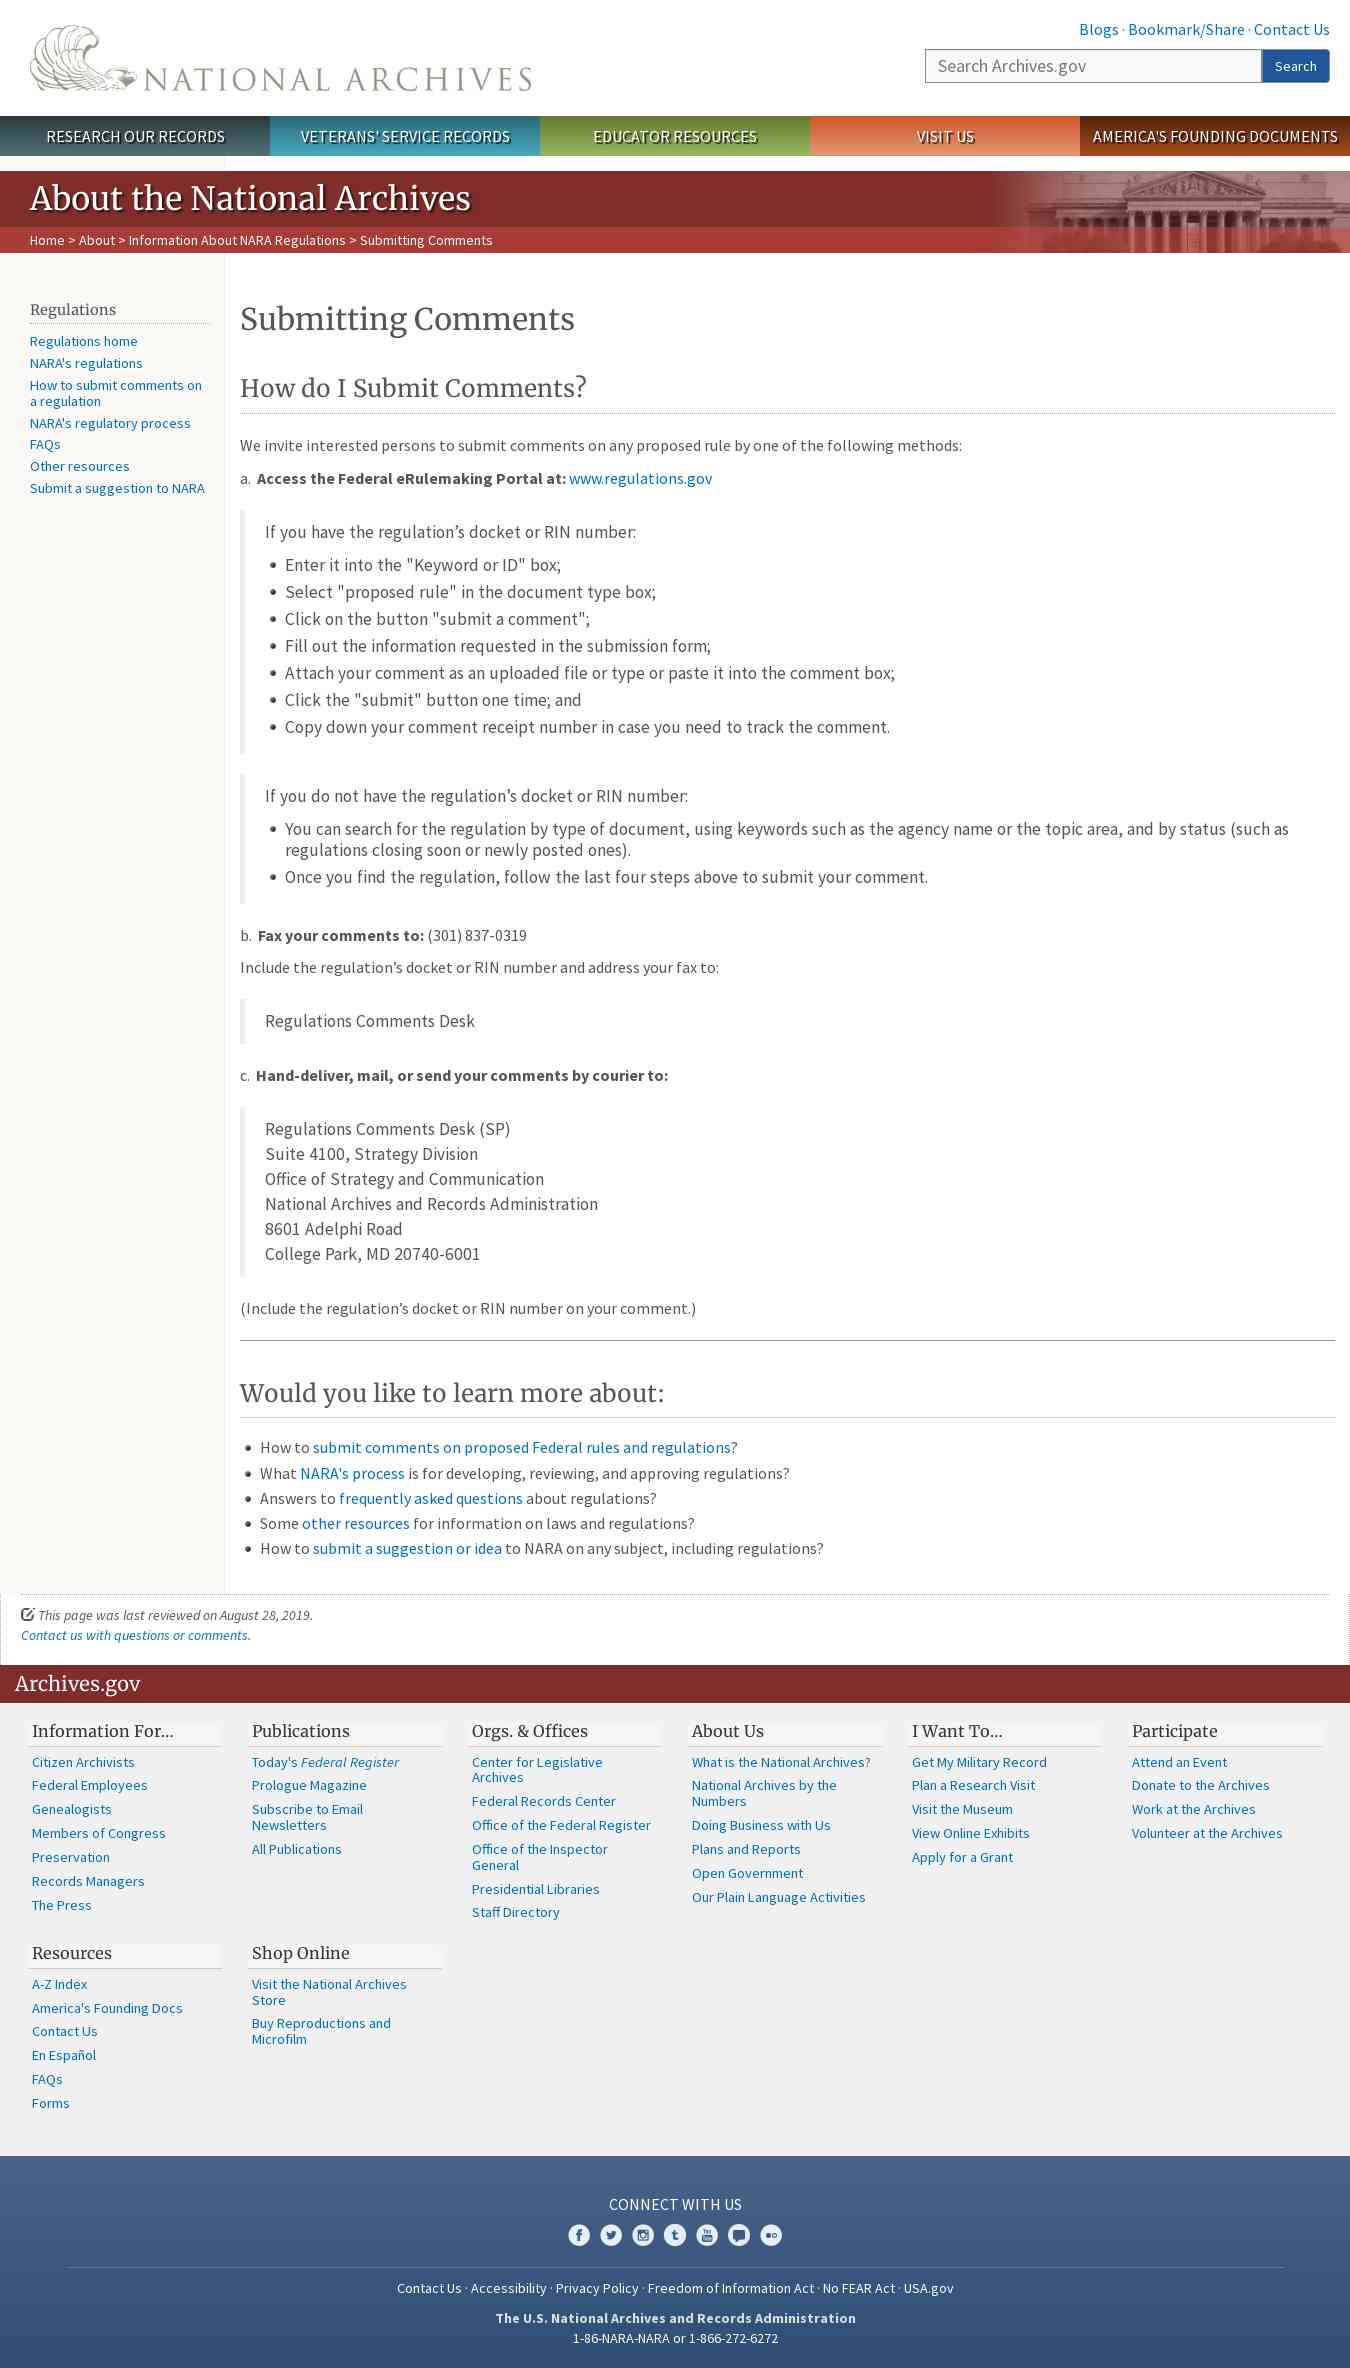 Blogs · Bookmark/Share · Contact Us
NATIONAL ARCHIVES
Search Archives.gov
Search
RESEARCH OUR RECORDS
VETERANS' SERVICE RECORDS
EDUCATOR RESOURCES
VISIT US
AMERICA'S FOUNDING DOCUMENTS
About the National Archives
Home > About > Information About NARA Regulations > Submitting Comments
Regulations
Regulations home
NARA's regulations
How to submit comments on
a regulation
NARA's regulatory process
FAQs
Other resources
Submit a suggestion to NARA
Submitting Comments
How do I Submit Comments?
We invite interested persons to submit comments on any proposed rule by one of the following methods:
a. Access the Federal eRulemaking Portal at: www.regulations.gov
If you have the regulation’s docket or RIN number:
• Enter it into the "Keyword or ID" box;
• Select "proposed rule" in the document type box;
• Click on the button "submit a comment";
• Fill out the information requested in the submission form;
• Attach your comment as an uploaded file or type or paste it into the comment box;
• Click the "submit" button one time; and
• Copy down your comment receipt number in case you need to track the comment.
If you do not have the regulation’s docket or RIN number:
• You can search for the regulation by type of document, using keywords such as the agency name or the topic area, and by status (such as
regulations closing soon or newly posted ones).
• Once you find the regulation, follow the last four steps above to submit your comment.
b. Fax your comments to: (301) 837-0319
Include the regulation’s docket or RIN number and address your fax to:
Regulations Comments Desk
c. Hand-deliver, mail, or send your comments by courier to:
Regulations Comments Desk (SP)
Suite 4100, Strategy Division
Office of Strategy and Communication
National Archives and Records Administration
8601 Adelphi Road
College Park, MD 20740-6001
(Include the regulation’s docket or RIN number on your comment.)
Would you like to learn more about:
• How to submit comments on proposed Federal rules and regulations?
• What NARA's process is for developing, reviewing, and approving regulations?
• Answers to frequently asked questions about regulations?
• Some other resources for information on laws and regulations?
• How to submit a suggestion or idea to NARA on any subject, including regulations?
This page was last reviewed on August 28, 2019.
Contact us with questions or comments.
Archives.gov
Information For…
Citizen Archivists
Federal Employees
Genealogists
Members of Congress
Preservation
Records Managers
The Press
Publications
Today's Federal Register
Prologue Magazine
Subscribe to Email
Newsletters
All Publications
Orgs. & Offices
Center for Legislative
Archives
Federal Records Center
Office of the Federal Register
Office of the Inspector
General
Presidential Libraries
Staff Directory
About Us
What is the National Archives?
National Archives by the
Numbers
Doing Business with Us
Plans and Reports
Open Government
Our Plain Language Activities
I Want To…
Get My Military Record
Plan a Research Visit
Visit the Museum
View Online Exhibits
Apply for a Grant
Participate
Attend an Event
Donate to the Archives
Work at the Archives
Volunteer at the Archives
Resources
A-Z Index
America's Founding Docs
Contact Us
En Español
FAQs
Forms
Shop Online
Visit the National Archives
Store
Buy Reproductions and
Microfilm
CONNECT WITH US
Contact Us · Accessibility · Privacy Policy · Freedom of Information Act · No FEAR Act · USA.gov
The U.S. National Archives and Records Administration
1-86-NARA-NARA or 1-866-272-6272